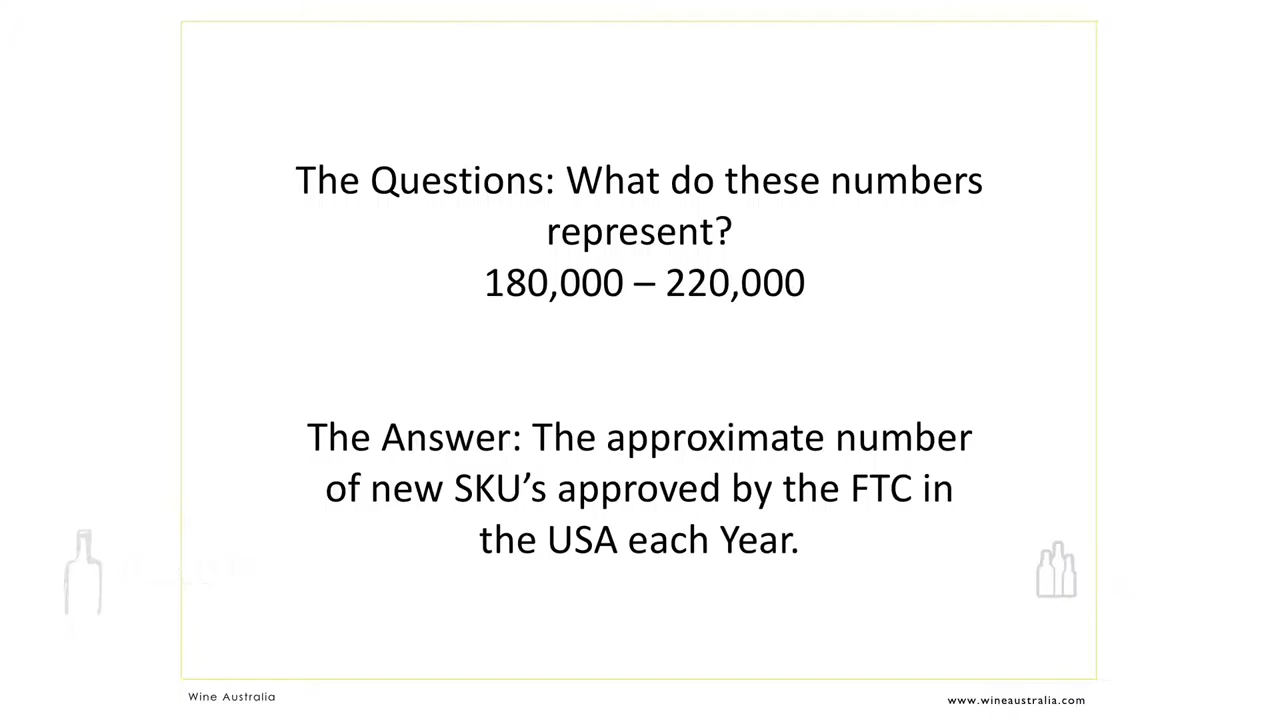 The Questions: What do these numbers
represent?
180,000 – 220,000
The Answer: The approximate number
of new SKU’s approved by the FTC in
the USA each Year.
Wine Australia
www.wineaustralia.com